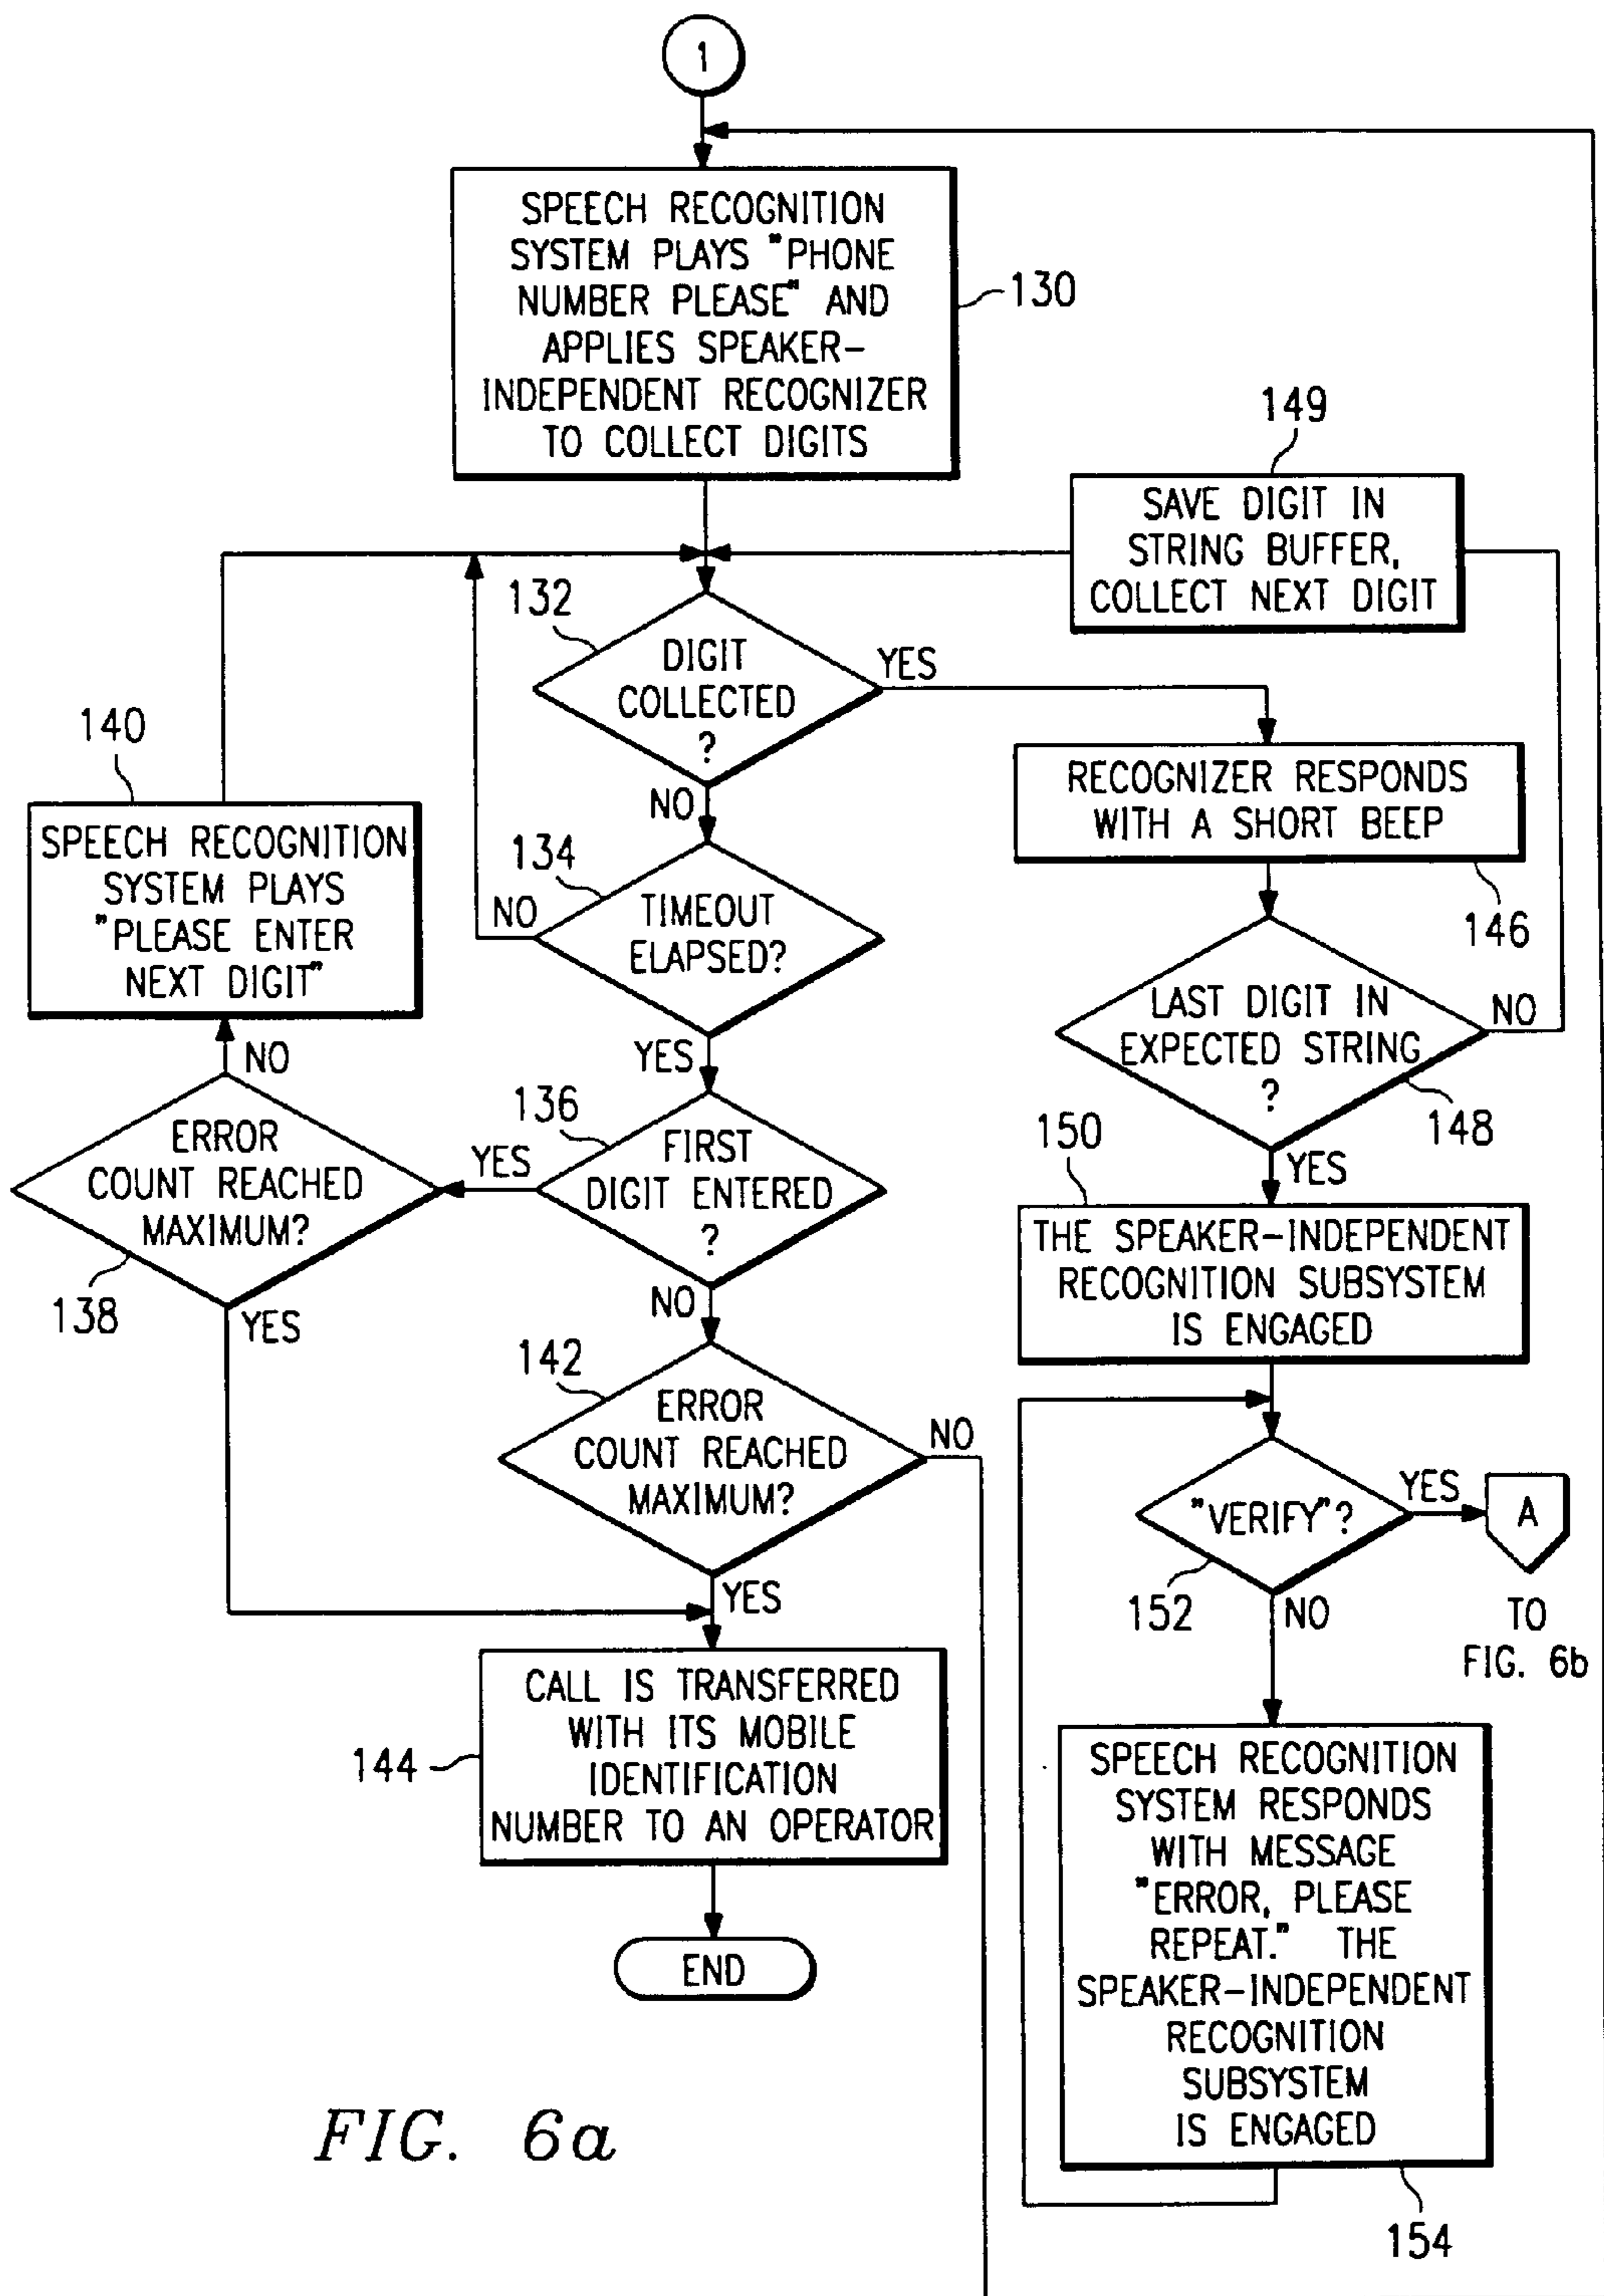 1
SPEECH RECOGNITION
SYSTEM PLAYS "PHONE
NUMBER PLEASE" AND
APPLIES SPEAKER-
INDEPENDENT RECOGNIZER
TO COLLECT DIGITS
130
149
SAVE DIGIT IN
STRING BUFFER,
COLLECT NEXT DIGIT
132
DIGIT
COLLECTED
?
YES
NO
140
SPEECH RECOGNITION
SYSTEM PLAYS
"PLEASE ENTER
NEXT DIGIT"
RECOGNIZER RESPONDS
WITH A SHORT BEEP
146
134
TIMEOUT
ELAPSED?
NO
YES
LAST DIGIT IN
EXPECTED STRING
?
NO
148
YES
136
FIRST
DIGIT ENTERED
?
YES
NO
NO
ERROR
COUNT REACHED
MAXIMUM?
138
YES
150
THE SPEAKER-INDEPENDENT
RECOGNITION SUBSYSTEM
IS ENGAGED
142
ERROR
COUNT REACHED
MAXIMUM?
NO
YES
"VERIFY"?
YES
A
152
NO
TO
FIG. 6b
144
CALL IS TRANSFERRED
WITH ITS MOBILE
IDENTIFICATION
NUMBER TO AN OPERATOR
END
SPEECH RECOGNITION
SYSTEM RESPONDS
WITH MESSAGE
"ERROR, PLEASE
REPEAT." THE
SPEAKER-INDEPENDENT
RECOGNITION
SUBSYSTEM
IS ENGAGED
154
FIG. 6a